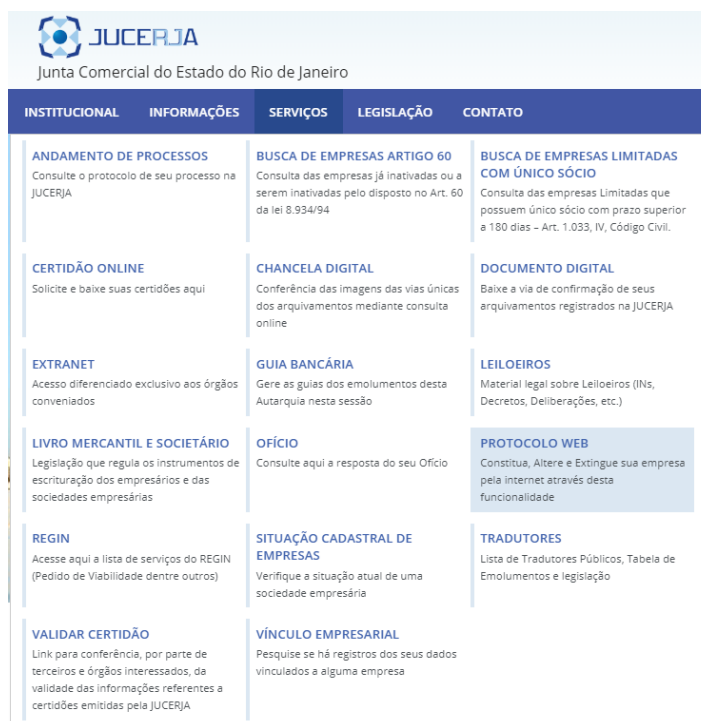 JUCERJA
Junta Comercial do Estado do Rio de Janeiro
INSTITUCIONAL INFORMAÇÕES SERVIÇOS LEGISLAÇÃO CONTATO
ANDAMENTO DE PROCESSOS
Consulte o protocolo de seu processo na
JUCERJA
BUSCA DE EMPRESAS ARTIGO 60
Consulta das empresas já inativadas ou a
serem inativadas pelo disposto no Art. 60
da lei 8.934/94
BUSCA DE EMPRESAS LIMITADAS
COM ÚNICO SÓCIO
Consulta das empresas Limitadas que
possuem único sócio com prazo superior
a 180 dias – Art. 1.033, IV, Código Civil.
CERTIDÃO ONLINE
Solicite e baixe suas certidões aqui
CHANCELA DIGITAL
Conferência das imagens das vias únicas
dos arquivamentos mediante consulta
online
DOCUMENTO DIGITAL
Baixe a via de confirmação de seus
arquivamentos registrados na JUCERJA
EXTRANET
Acesso diferenciado exclusivo aos órgãos
conveniados
GUIA BANCÁRIA
Gere as guias dos emolumentos desta
Autarquia nesta sessão
LEILOEIROS
Material legal sobre Leiloeiros (INs,
Decretos, Deliberações, etc.)
LIVRO MERCANTIL E SOCIETÁRIO
Legislação que regula os instrumentos de
escrituração dos empresários e das
sociedades empresárias
OFÍCIO
Consulte aqui a resposta do seu Ofício
PROTOCOLO WEB
Constitua, Altere e Extingue sua empresa
pela internet através desta
funcionalidade
REGIN
Acesse aqui a lista de serviços do REGIN
(Pedido de Viabilidade dentre outros)
SITUAÇÃO CADASTRAL DE
EMPRESAS
Verifique a situação atual de uma
sociedade empresária
TRADUTORES
Lista de Tradutores Públicos, Tabela de
Emolumentos e legislação
VALIDAR CERTIDÃO
Link para conferência, por parte de
terceiros e órgãos interessados, da
validade das informações referentes a
certidões emitidas pela JUCERJA
VÍNCULO EMPRESARIAL
Pesquise se há registros dos seus dados
vinculados a alguma empresa